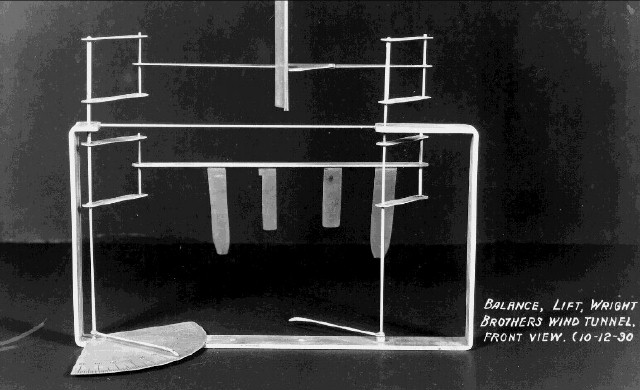 BALANCE, LIFT, WRIGHT
BROTHERS WIND TUNNEL.
FRONT VIEW. (10-12-30